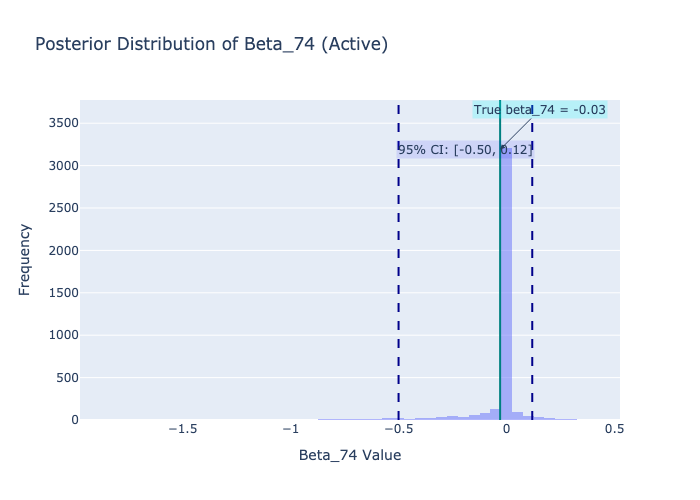 Posterior Distribution of Beta_74 (Active)
True beta_74 = -0.03
95% CI: [-0.50, 0.12]
3500
3000
2500
2000
1500
1000
500
0
Frequency
−1.5
−1
−0.5
0
0.5
Beta_74 Value